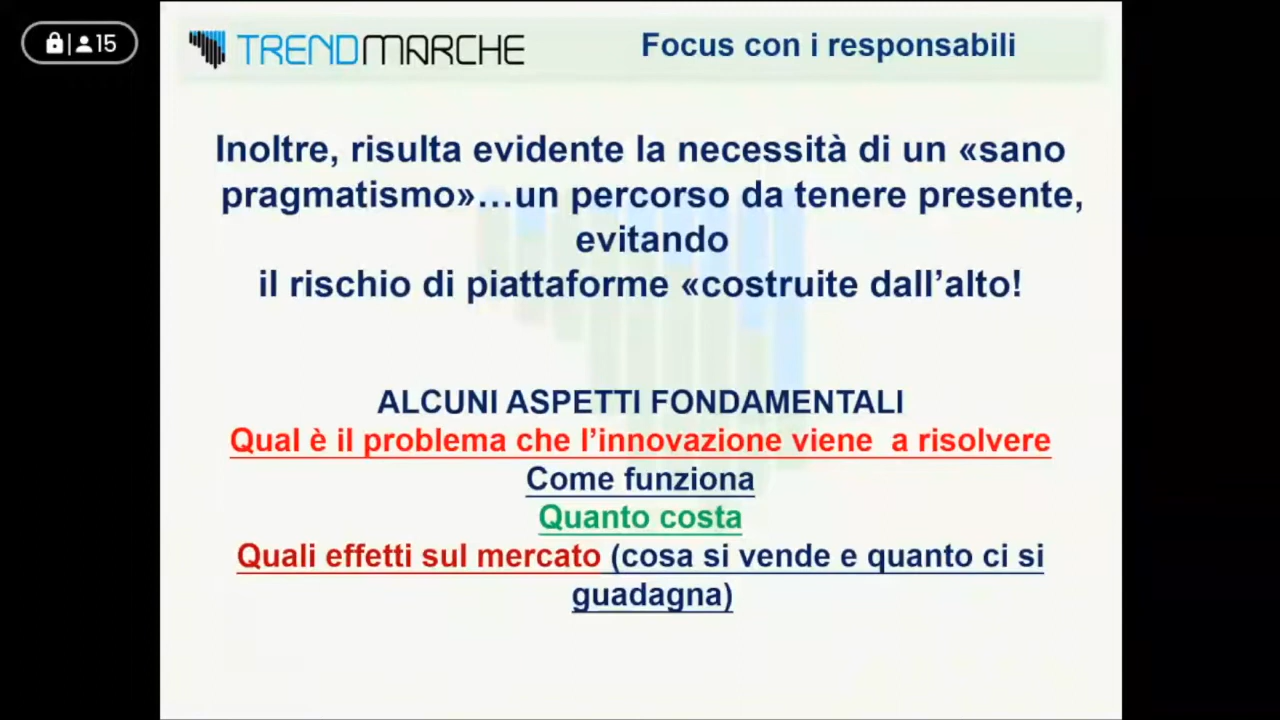 15
TRENDMARCHE
Focus con i responsabili
Inoltre, risulta evidente la necessità di un «sano
pragmatismo»…un percorso da tenere presente,
evitando
il rischio di piattaforme «costruite dall’alto!
ALCUNI ASPETTI FONDAMENTALI
Qual è il problema che l’innovazione viene  a risolvere
Come funziona
Quanto costa
Quali effetti sul mercato (cosa si vende e quanto ci si
guadagna)